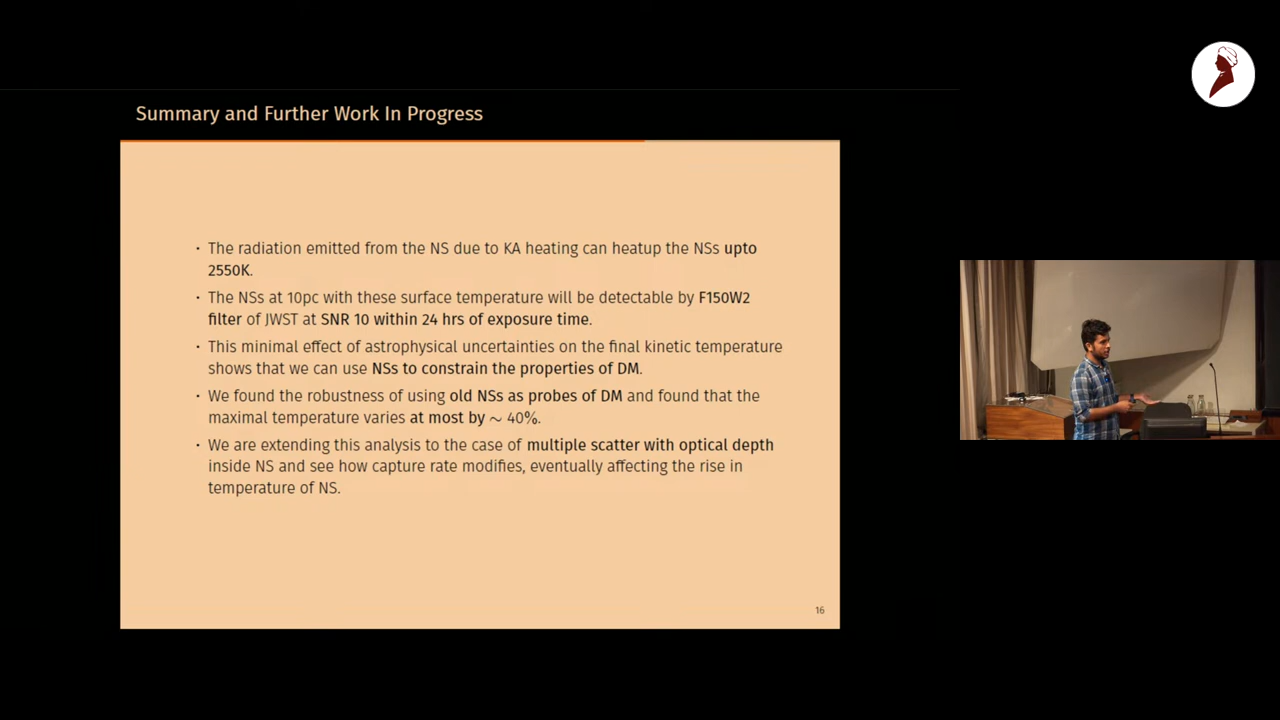 Summary and Further Work In Progress
· The radiation emitted from the NS due to KA heating can heatup the NSs upto
2550K.
· The NSs at 10pc with these surface temperature will be detectable by F150W2
filter of JWST at SNR 10 within 24 hrs of exposure time.
· This minimal effect of astrophysical uncertainties on the final kinetic temperature
shows that we can use NSs to constrain the properties of DM.
· We found the robustness of using old NSs as probes of DM and found that the
maximal temperature varies at most by ∼ 40%.
· We are extending this analysis to the case of multiple scatter with optical depth
inside NS and see how capture rate modifies, eventually affecting the rise in
temperature of NS.
16